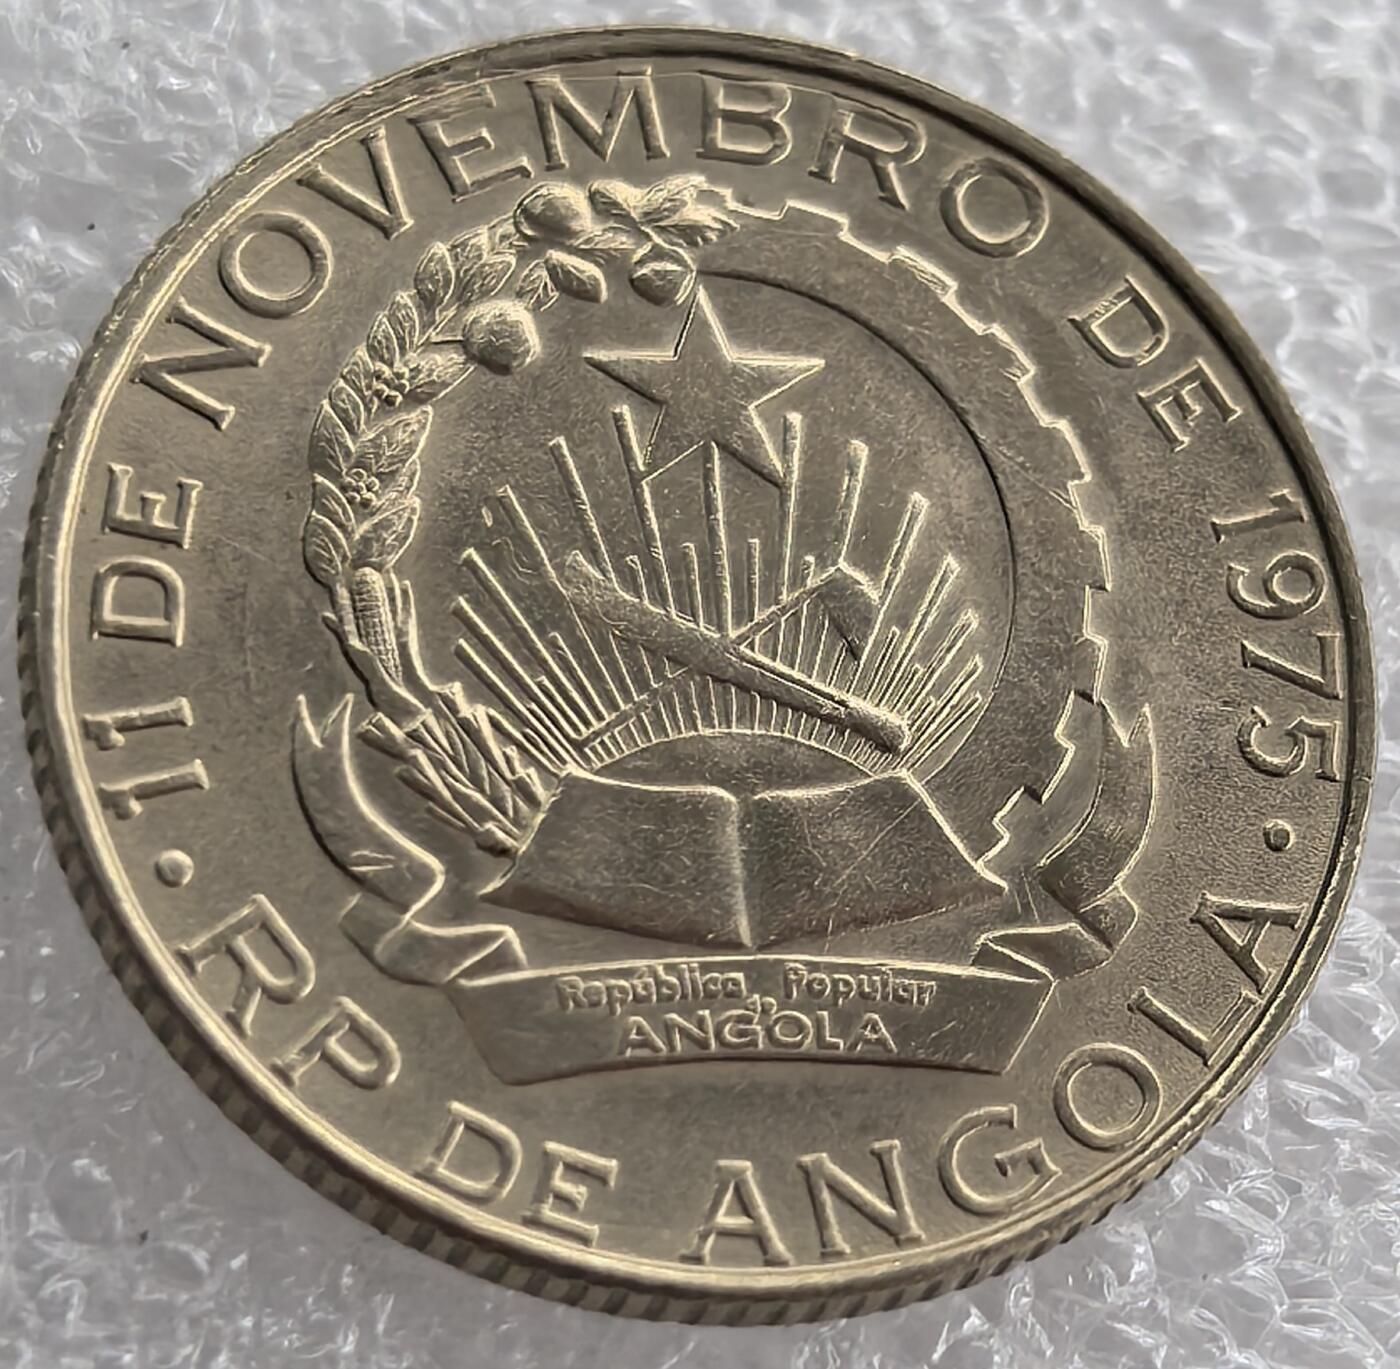 · 11 DE NOVEMBRO DE 1975 ·
RP DE ANGOLA
República Popular
de
ANGOLA